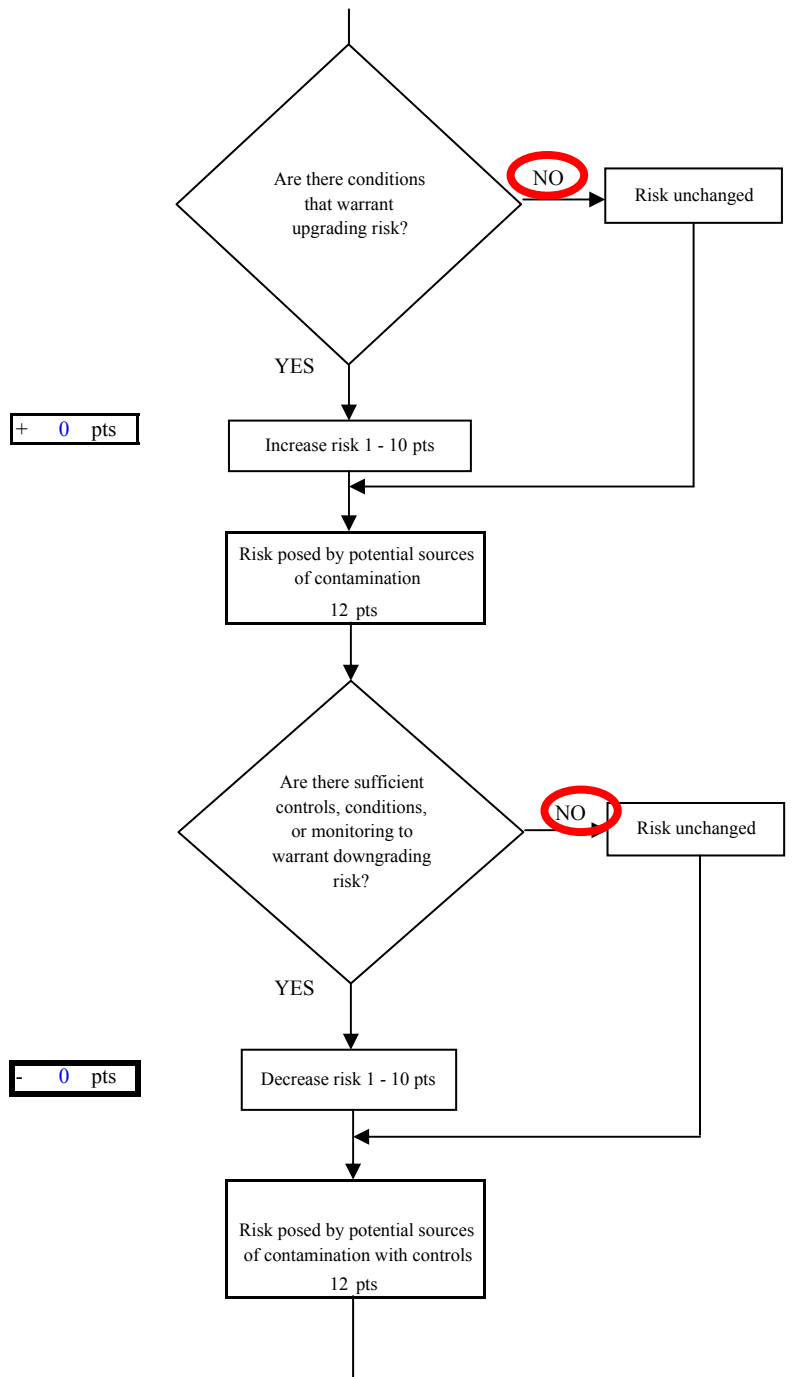 Are there conditions
that warrant
upgrading risk?
NO
Risk unchanged
YES
+ 0 pts
Increase risk 1 - 10 pts
Risk posed by potential sources
of contamination
12 pts
Are there sufficient
controls, conditions,
or monitoring to
warrant downgrading
risk?
NO
Risk unchanged
YES
- 0 pts
Decrease risk 1 - 10 pts
Risk posed by potential sources
of contamination with controls
12 pts